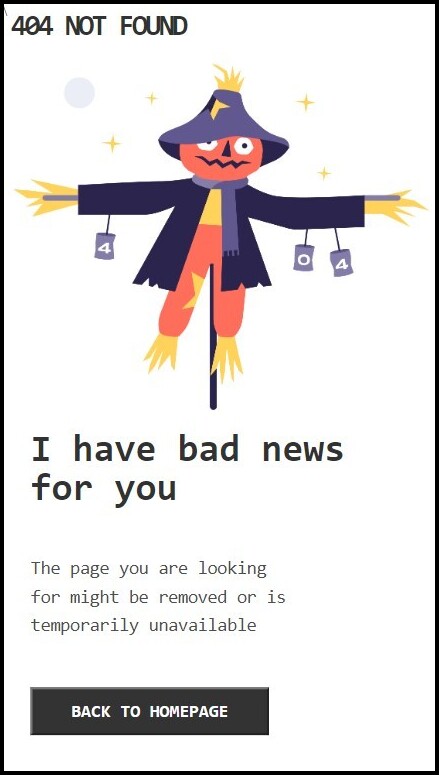 404 NOT FOUND
4
0
4
I have bad news
for you
The page you are looking
for might be removed or is
temporarily unavailable
BACK TO HOMEPAGE